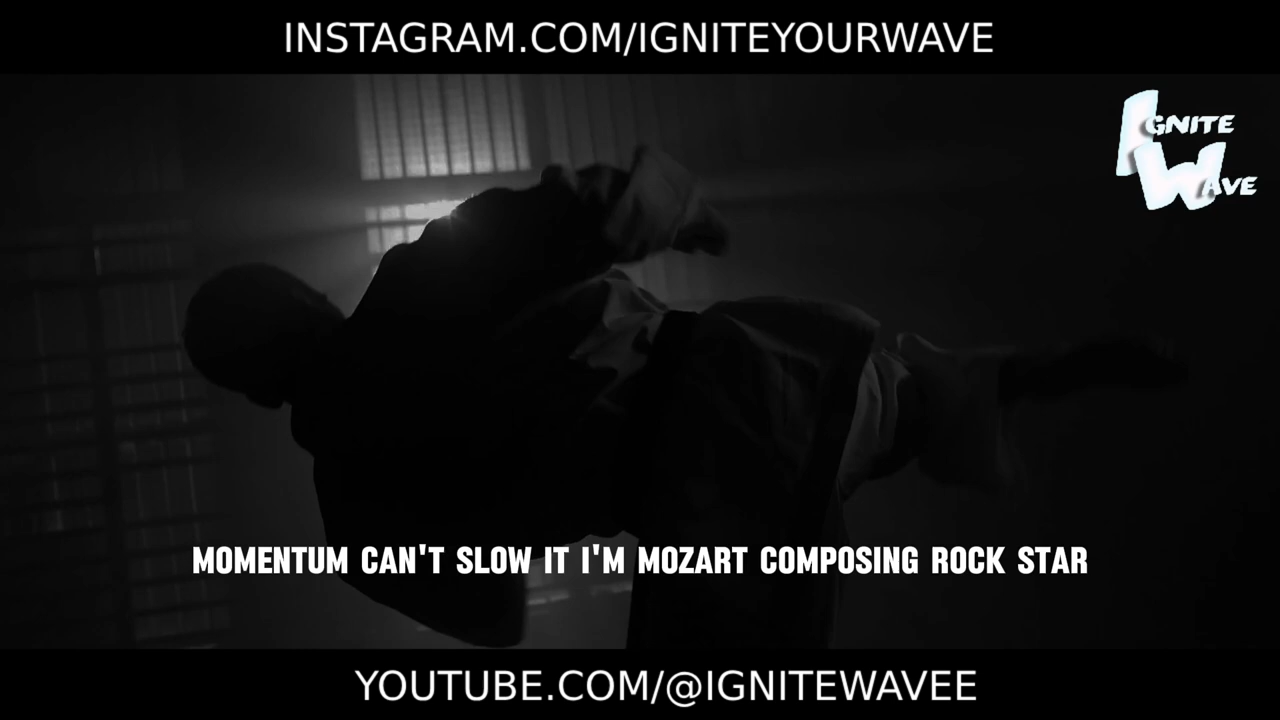 INSTAGRAM.COM/IGNITEYOURWAVE
IGNITE
WAVE
MOMENTUM CAN'T SLOW IT I'M MOZART COMPOSING ROCK STAR
YOUTUBE.COM/@IGNITEWAVEE